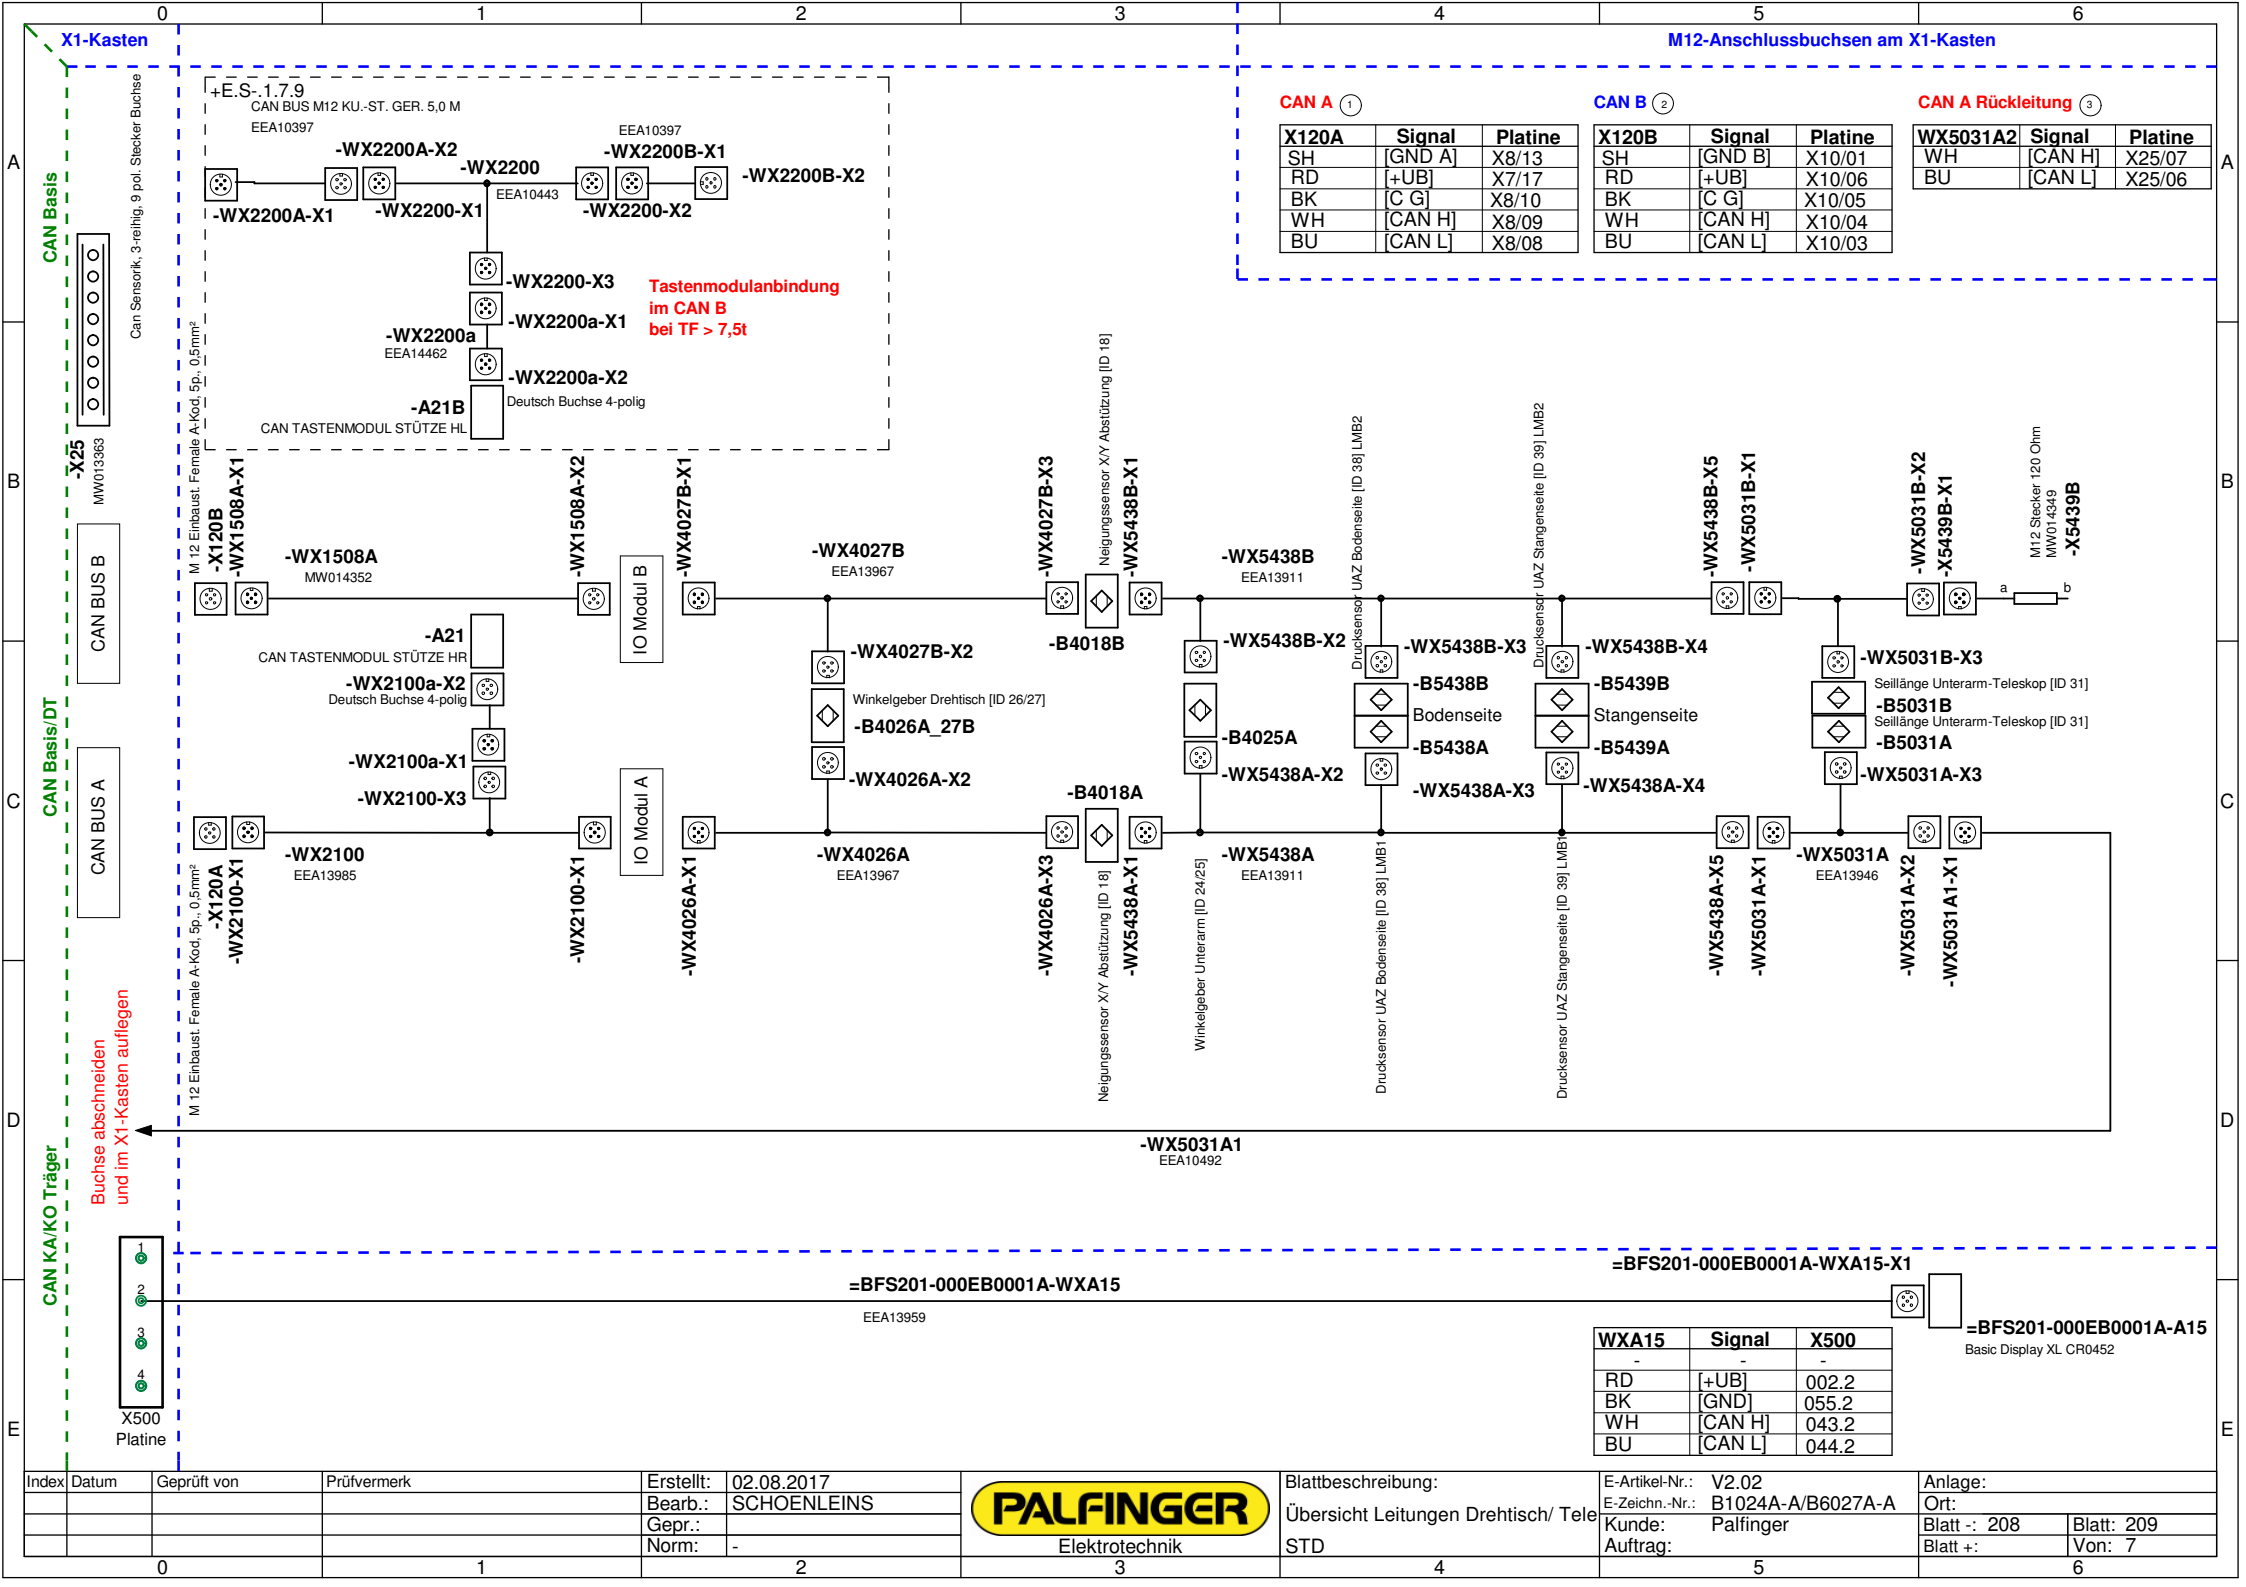 0 1 2 3 4 5 6
X1-Kasten
M12-Anschlussbuchsen am X1-Kasten
A
B
C
D
E
CAN Basis
CAN Basis/DT
CAN KA/KO Träger
Can Sensorik, 3-reihig, 9 pol. Stecker Buchse
-X25
MW013363
CAN BUS B
CAN BUS A
Buchse abschneiden
und im X1-Kasten auflegen
+E.S-.1.7.9
CAN BUS M12 KU.-ST. GER. 5,0 M
EEA10397
EEA10397
-WX2200A-X2
-WX2200
-WX2200B-X1
-WX2200B-X2
EEA10443
-WX2200A-X1
-WX2200-X1
-WX2200-X2
-WX2200-X3
-WX2200a-X1
-WX2200a
EEA14462
-WX2200a-X2
-A21B
Deutsch Buchse 4-polig
CAN TASTENMODUL STÜTZE HL
Tastenmodulanbindung
im CAN B
bei TF > 7,5t
CAN A 1
X120A Signal Platine
SH [GND A] X8/13
RD [+UB] X7/17
BK [C G] X8/10
WH [CAN H] X8/09
BU [CAN L] X8/08
CAN B 2
X120B Signal Platine
SH [GND B] X10/01
RD [+UB] X10/06
BK [C G] X10/05
WH [CAN H] X10/04
BU [CAN L] X10/03
CAN A Rückleitung 3
WX5031A2 Signal Platine
WH [CAN H] X25/07
BU [CAN L] X25/06
M 12 Einbaust. Female A-Kod, 5p., 0,5mm²
-X120B
-WX1508A-X1
-WX1508A
MW014352
-WX1508A-X2
IO Modul B
-WX4027B-X1
-WX4027B
EEA13967
-WX4027B-X3
Neigungssensor X/Y Abstützung [ID 18]
-B4018B
-WX5438B-X1
-WX5438B
EEA13911
Drucksensor UAZ Bodenseite [ID 38] LMB2
Drucksensor UAZ Stangenseite [ID 39] LMB2
-WX5438B-X5
-WX5031B-X1
-WX5031B-X2
-X5439B-X1
M12 Stecker 120 Ohm
MW014349
-X5439B
a b
-A21
CAN TASTENMODUL STÜTZE HR
-WX2100a-X2
Deutsch Buchse 4-polig
-WX2100a-X1
-WX2100-X3
-WX4027B-X2
Winkelgeber Drehtisch [ID 26/27]
-B4026A_27B
-WX4026A-X2
-WX5438B-X2
-B4025A
-WX5438A-X2
-WX5438B-X3
-B5438B
Bodenseite
-B5438A
-WX5438A-X3
-WX5438B-X4
-B5439B
Stangenseite
-B5439A
-WX5438A-X4
-WX5031B-X3
Seillänge Unterarm-Teleskop [ID 31]
-B5031B
Seillänge Unterarm-Teleskop [ID 31]
-B5031A
-WX5031A-X3
M 12 Einbaust. Female A-Kod, 5p., 0,5mm²
-X120A
-WX2100-X1
-WX2100
EEA13985
-WX2100-X1
IO Modul A
-WX4026A-X1
-WX4026A
EEA13967
-WX4026A-X3
-B4018A
Neigungssensor X/Y Abstützung [ID 18]
-WX5438A-X1
Winkelgeber Unterarm [ID 24/25]
-WX5438A
EEA13911
Drucksensor UAZ Bodenseite [ID 38] LMB1
Drucksensor UAZ Stangenseite [ID 39] LMB1
-WX5438A-X5
-WX5031A-X1
-WX5031A
EEA13946
-WX5031A-X2
-WX5031A1-X1
-WX5031A1
EEA10492
1
2
3
4
X500
Platine
=BFS201-000EB0001A-WXA15
EEA13959
=BFS201-000EB0001A-WXA15-X1
=BFS201-000EB0001A-A15
Basic Display XL CR0452
WXA15 Signal X500
- - -
RD [+UB] 002.2
BK [GND] 055.2
WH [CAN H] 043.2
BU [CAN L] 044.2
A
B
C
D
E
Index Datum Geprüft von Prüfvermerk
Erstellt: 02.08.2017
Bearb.: SCHOENLEINS
Gepr.:
Norm: -
PALFINGER
Elektrotechnik
Blattbeschreibung:
Übersicht Leitungen Drehtisch/ Tele
STD
E-Artikel-Nr.: V2.02
E-Zeichn.-Nr.: B1024A-A/B6027A-A
Kunde: Palfinger
Auftrag:
Anlage:
Ort:
Blatt -: 208 Blatt: 209
Blatt +: Von: 7
0 1 2 3 4 5 6